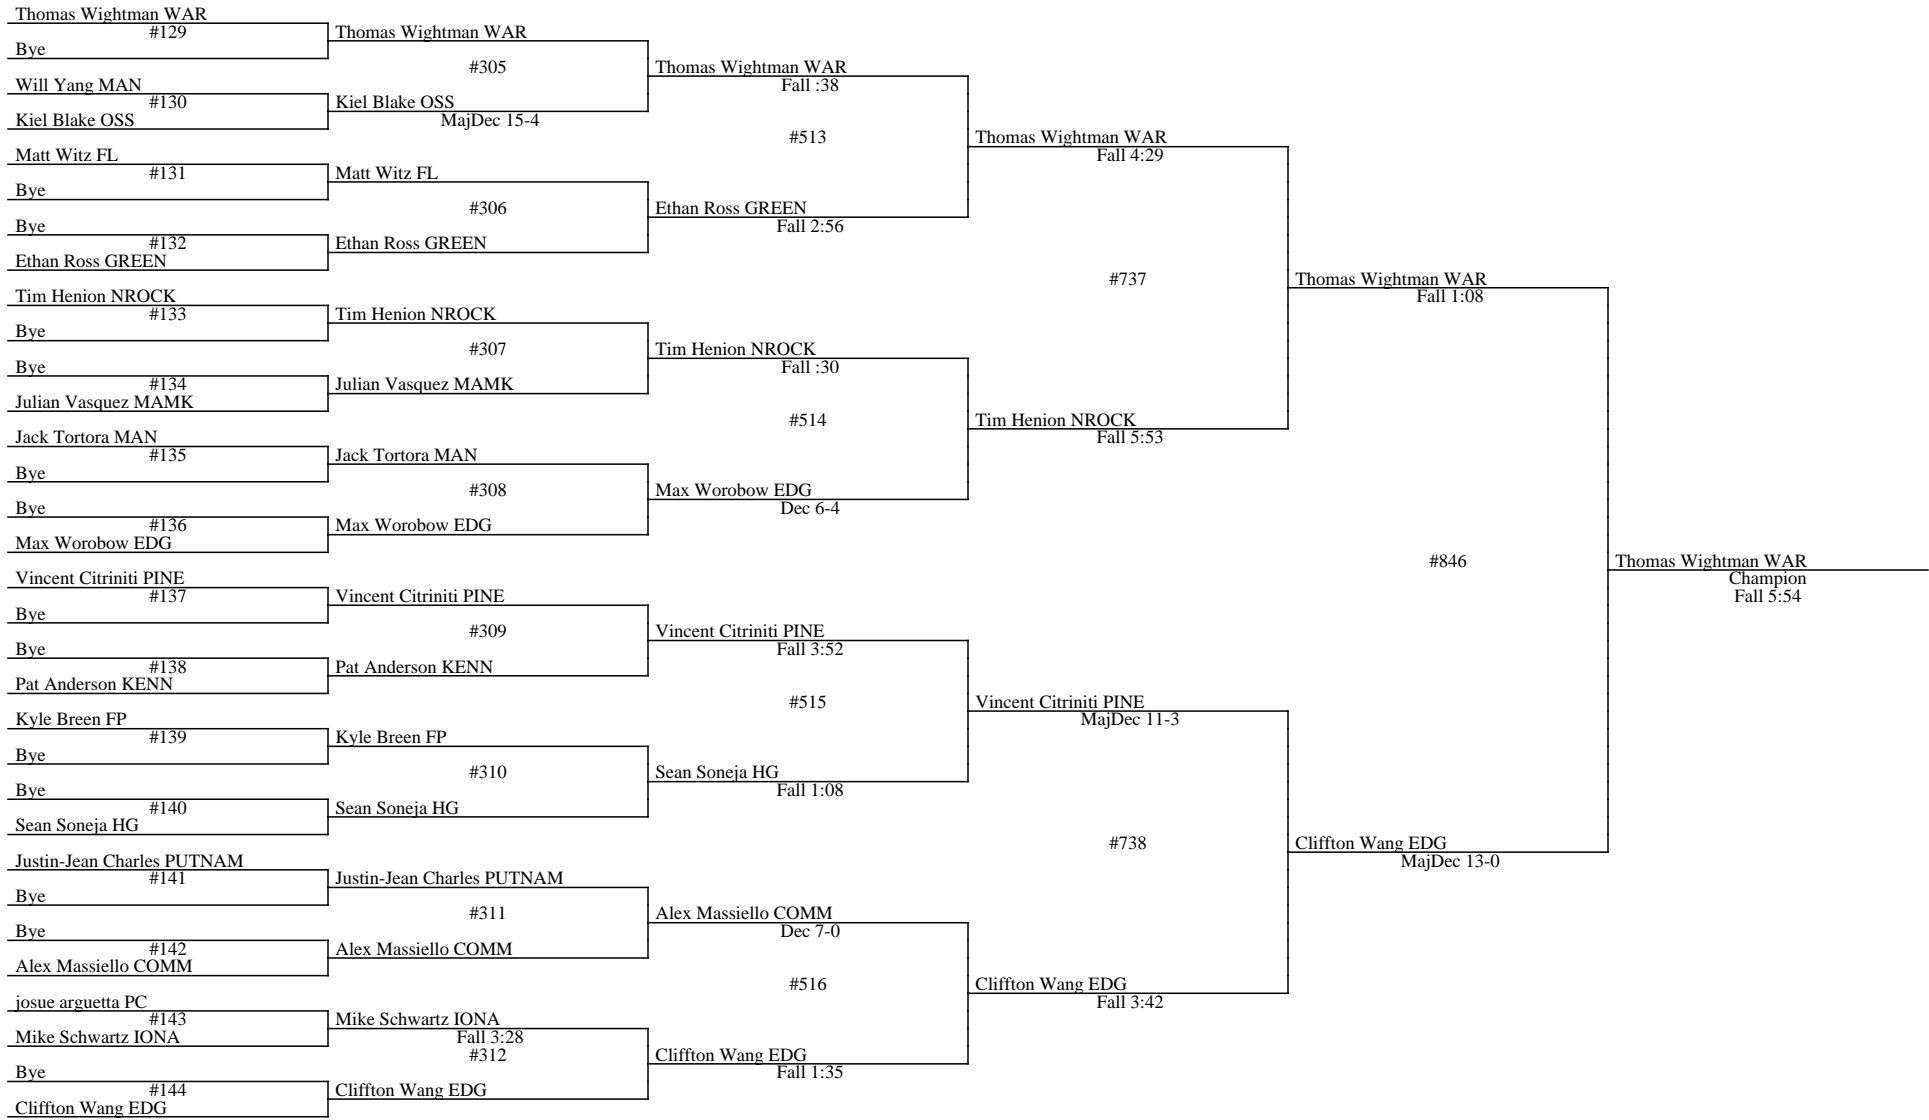 Thomas Wightman WAR
#129
Bye
Will Yang MAN
#130
Kiel Blake OSS
Matt Witz FL
#131
Bye
Bye
#132
Ethan Ross GREEN
Tim Henion NROCK
#133
Bye
Bye
#134
Julian Vasquez MAMK
Jack Tortora MAN
#135
Bye
Bye
#136
Max Worobow EDG
Vincent Citriniti PINE
#137
Bye
Bye
#138
Pat Anderson KENN
Kyle Breen FP
#139
Bye
Bye
#140
Sean Soneja HG
Justin-Jean Charles PUTNAM
#141
Bye
Bye
#142
Alex Massiello COMM
josue arguetta PC
#143
Mike Schwartz IONA
Bye
#144
Cliffton Wang EDG
Thomas Wightman WAR
#305
Kiel Blake OSS
MajDec 15-4
Matt Witz FL
#306
Ethan Ross GREEN
Tim Henion NROCK
#307
Julian Vasquez MAMK
Jack Tortora MAN
#308
Max Worobow EDG
Vincent Citriniti PINE
#309
Pat Anderson KENN
Kyle Breen FP
#310
Sean Soneja HG
Justin-Jean Charles PUTNAM
#311
Alex Massiello COMM
Mike Schwartz IONA
Fall 3:28
#312
Cliffton Wang EDG
Thomas Wightman WAR
Fall :38
#513
Ethan Ross GREEN
Fall 2:56
Tim Henion NROCK
Fall :30
#514
Max Worobow EDG
Dec 6-4
Vincent Citriniti PINE
Fall 3:52
#515
Sean Soneja HG
Fall 1:08
Alex Massiello COMM
Dec 7-0
#516
Cliffton Wang EDG
Fall 1:35
Thomas Wightman WAR
Fall 4:29
#737
Tim Henion NROCK
Fall 5:53
Vincent Citriniti PINE
MajDec 11-3
#738
Cliffton Wang EDG
Fall 3:42
Thomas Wightman WAR
Fall 1:08
#846
Cliffton Wang EDG
MajDec 13-0
Thomas Wightman WAR
Champion
Fall 5:54